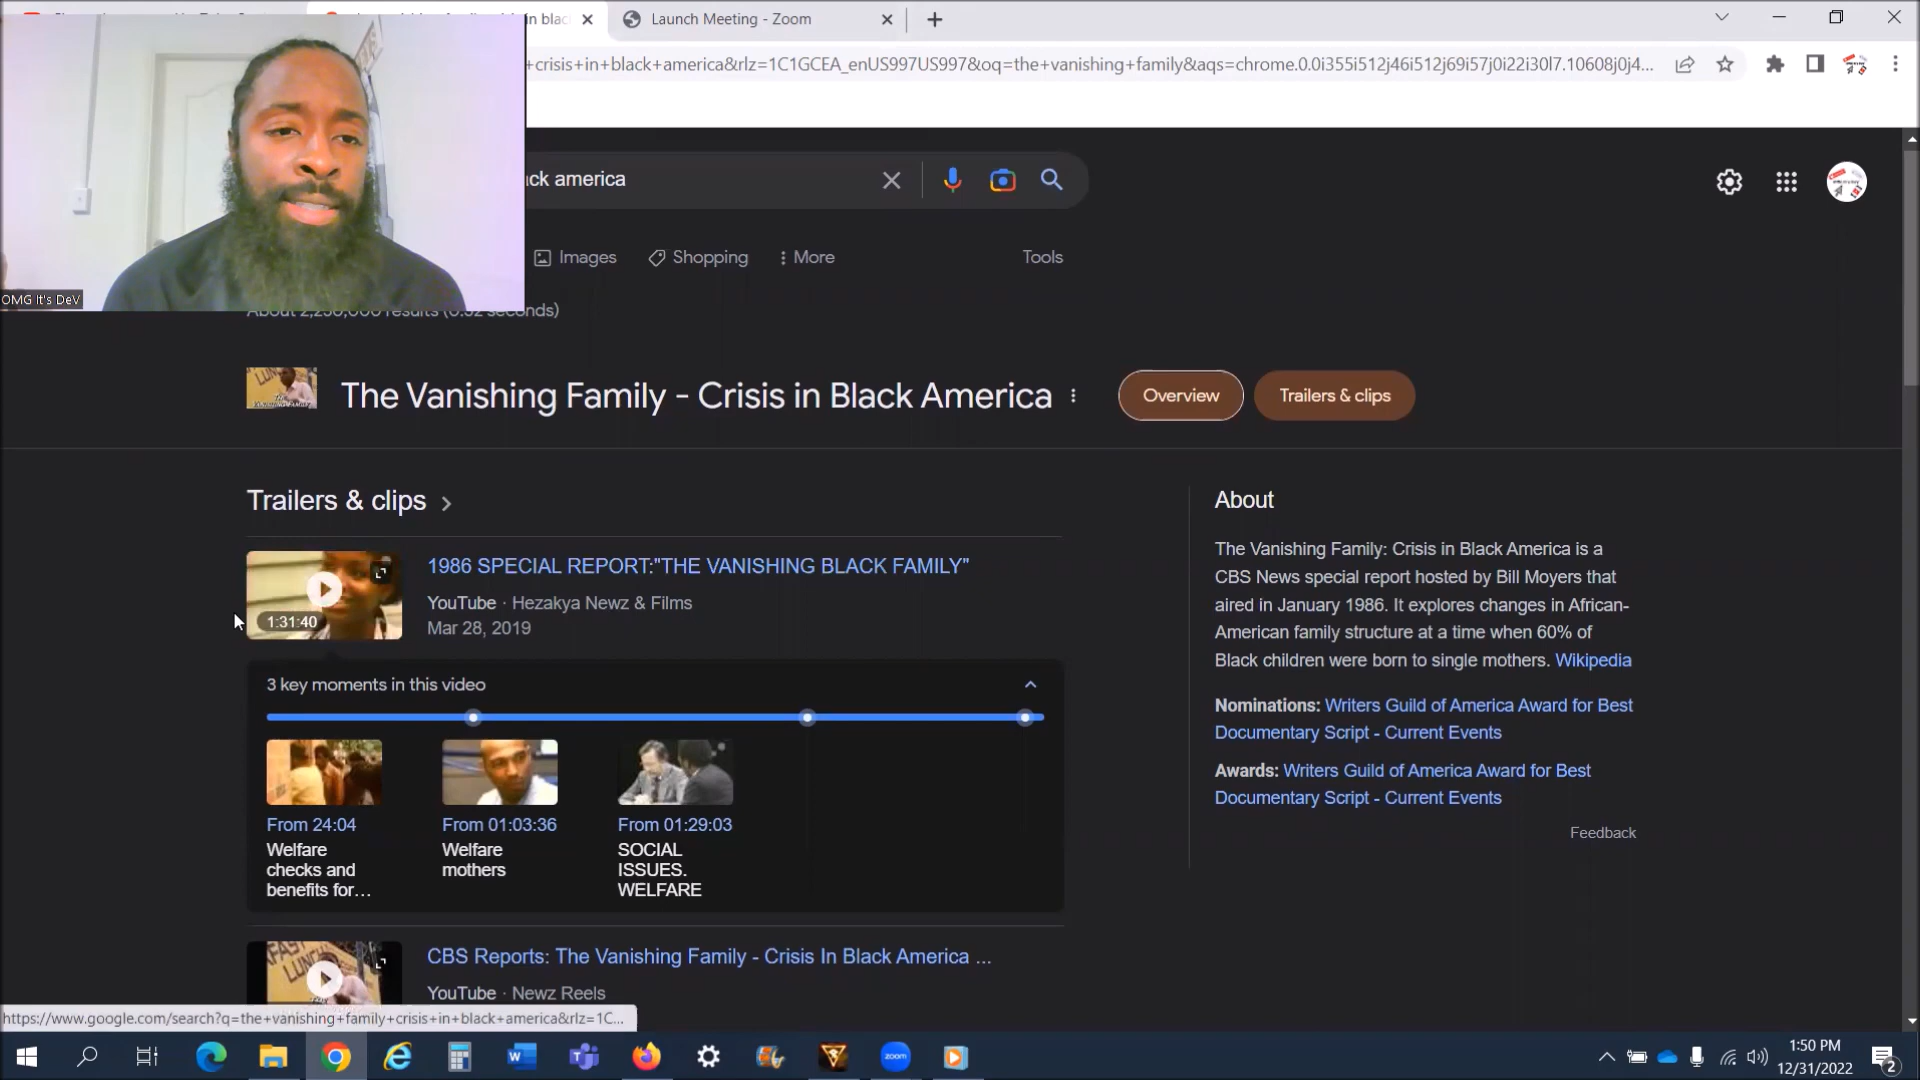 in blac
Launch Meeting - Zoom
crisis+in+black+america&rlz=1C1GCEA_enUS997US997&oq=the+vanishing+family&aqs=chrome.0.0i355i512j46i512j69i57j0i22i30l7.10608j0j4...
ck america
Images
Shopping
More
Tools
OMG It's DeV
results
seconds)
The Vanishing Family - Crisis in Black America
Overview
Trailers & clips
Trailers & clips
1986 SPECIAL REPORT:"THE VANISHING BLACK FAMILY"
YouTube · Hezakya Newz & Films
Mar 28, 2019
1:31:40
3 key moments in this video
From 24:04
Welfare
checks and
benefits for...
From 01:03:36
Welfare
mothers
From 01:29:03
SOCIAL
ISSUES.
WELFARE
CBS Reports: The Vanishing Family - Crisis In Black America ...
YouTube · Newz Reels
About
The Vanishing Family: Crisis in Black America is a
CBS News special report hosted by Bill Moyers that
aired in January 1986. It explores changes in African-
American family structure at a time when 60% of
Black children were born to single mothers. Wikipedia
Nominations: Writers Guild of America Award for Best
Documentary Script - Current Events
Awards: Writers Guild of America Award for Best
Documentary Script - Current Events
Feedback
https://www.google.com/search?q=the+vanishing+family+crisis+in+black+america&rlz=1C...
zoom
1:50 PM
12/31/2022
2